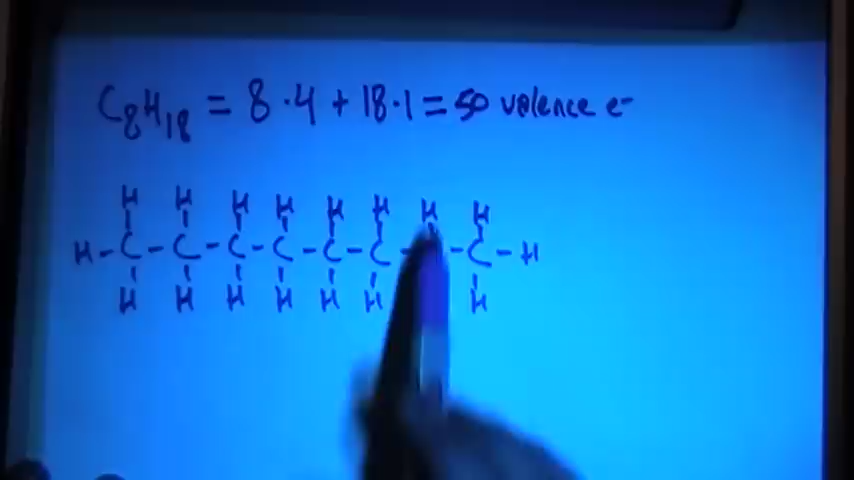 C8H18 = 8·4 + 18·1 = 50 valence e-
H H H H H H H H
H-C-C-C-C-C-C- -C-H
H H H H H H H